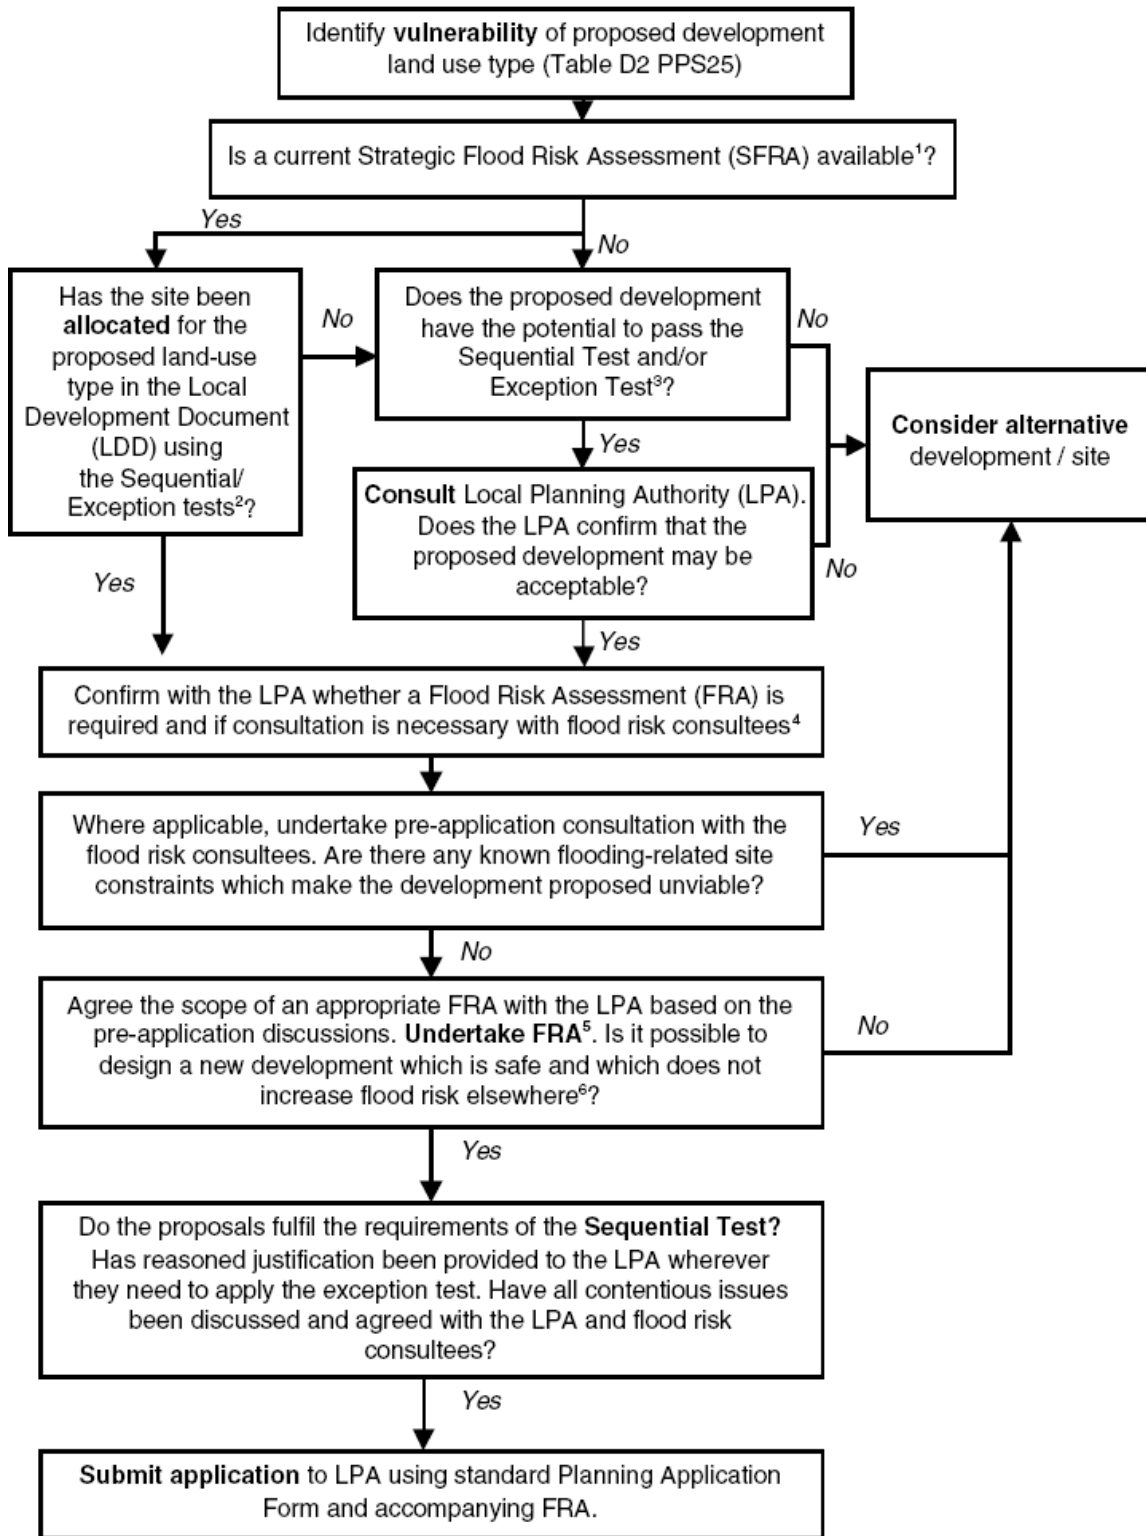 Identify vulnerability of proposed development
land use type (Table D2 PPS25)
Is a current Strategic Flood Risk Assessment (SFRA) available¹?
Yes
No
Has the site been
allocated for the
proposed land-use
type in the Local
Development Document
(LDD) using
the Sequential/
Exception tests²?
No
Does the proposed development
have the potential to pass the
Sequential Test and/or
Exception Test³?
No
Consider alternative
development / site
Yes
Consult Local Planning Authority (LPA).
Does the LPA confirm that the
proposed development may be
acceptable?
No
Yes
Yes
Confirm with the LPA whether a Flood Risk Assessment (FRA) is
required and if consultation is necessary with flood risk consultees⁴
Where applicable, undertake pre-application consultation with the
flood risk consultees. Are there any known flooding-related site
constraints which make the development proposed unviable?
Yes
No
Agree the scope of an appropriate FRA with the LPA based on the
pre-application discussions. Undertake FRA⁵. Is it possible to
design a new development which is safe and which does not
increase flood risk elsewhere⁶?
No
Yes
Do the proposals fulfil the requirements of the Sequential Test?
Has reasoned justification been provided to the LPA wherever
they need to apply the exception test. Have all contentious issues
been discussed and agreed with the LPA and flood risk
consultees?
Yes
Submit application to LPA using standard Planning Application
Form and accompanying FRA.